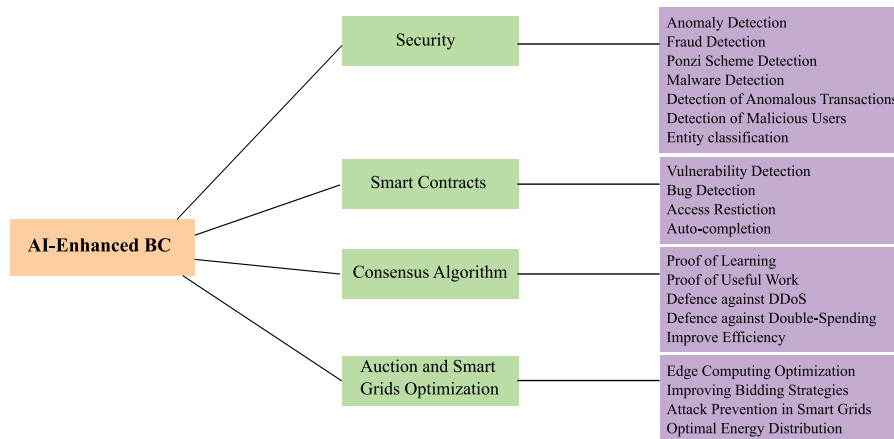 AI-Enhanced BC
Security
Anomaly Detection
Fraud Detection
Ponzi Scheme Detection
Malware Detection
Detection of Anomalous Transactions
Detection of Malicious Users
Entity classification
Smart Contracts
Vulnerability Detection
Bug Detection
Access Restiction
Auto-completion
Consensus Algorithm
Proof of Learning
Proof of Useful Work
Defence against DDoS
Defence against Double-Spending
Improve Efficiency
Auction and Smart
Grids Optimization
Edge Computing Optimization
Improving Bidding Strategies
Attack Prevention in Smart Grids
Optimal Energy Distribution